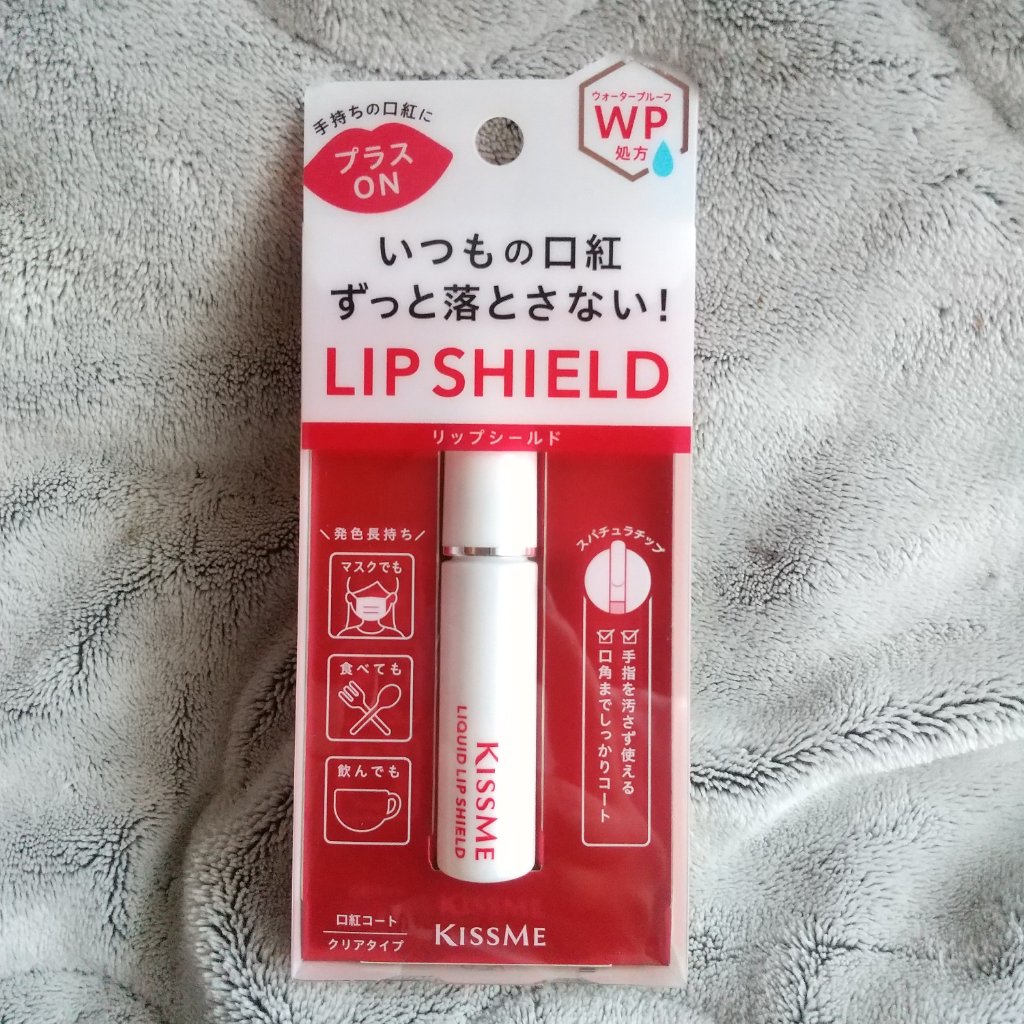 手持ちの口紅に
プラス
ON
ウォータープルーフ
WP
処方
いつもの口紅
ずっと落とさない!
LIP SHIELD
リップシールド
\発色長持ち/
マスクでも
食べても
飲んでも
スパチュラチップ
☑手指を汚さず使える
☑口角までしっかりコート
KISSME
LIQUID LIP SHIELD
口紅コート
クリアタイプ
KISSME